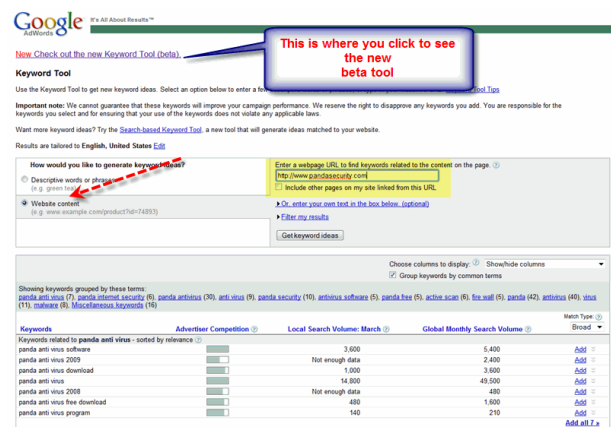 Google
AdWords
It's All About Results™
New Check out the new Keyword Tool (beta).
This is where you click to see
the new
beta tool
Keyword Tool
Use the Keyword Tool to get new keyword ideas. Select an option below to enter a few
Tool Tips
Important note: We cannot guarantee that these keywords will improve your campaign performance. We reserve the right to disapprove any keywords you add. You are responsible for the
keywords you select and for ensuring that your use of the keywords does not violate any applicable laws.
Want more keyword ideas? Try the Search-based Keyword Tool, a new tool that will generate ideas matched to your website.
Results are tailored to English, United States Edit
How would you like to generate keyword ideas?
Descriptive words or phrases
(e.g. green tea)
Website content
(e.g. www.example.com/product?id=74893)
Enter a webpage URL to find keywords related to the content on the page. ?
http://www.pandasecurity.com
Include other pages on my site linked from this URL
Or, enter your own text in the box below. (optional)
Filter my results
Get keyword ideas
Choose columns to display: ? Show/hide columns
Group keywords by common terms
Showing keywords grouped by these terms:
panda anti virus (7), panda internet security (6), panda antivirus (30), anti virus (9), panda security (10), antivirus software (5), panda free (5), active scan (6), fire wall (5), panda (42), antivirus (40), virus
(11), malware (8), Miscellaneous keywords (16)
Match Type: ?
Keywords Advertiser Competition ? Local Search Volume: March ? Global Monthly Search Volume ? Broad
Keywords related to panda anti virus - sorted by relevance ?
panda anti virus software 3,600 5,400 Add
panda anti virus 2009 Not enough data 2,400 Add
panda anti virus download 1,000 3,600 Add
panda anti virus 14,800 49,500 Add
panda anti virus 2008 Not enough data 480 Add
panda anti virus free download 480 1,600 Add
panda anti virus program 140 210 Add
Add all 7 »